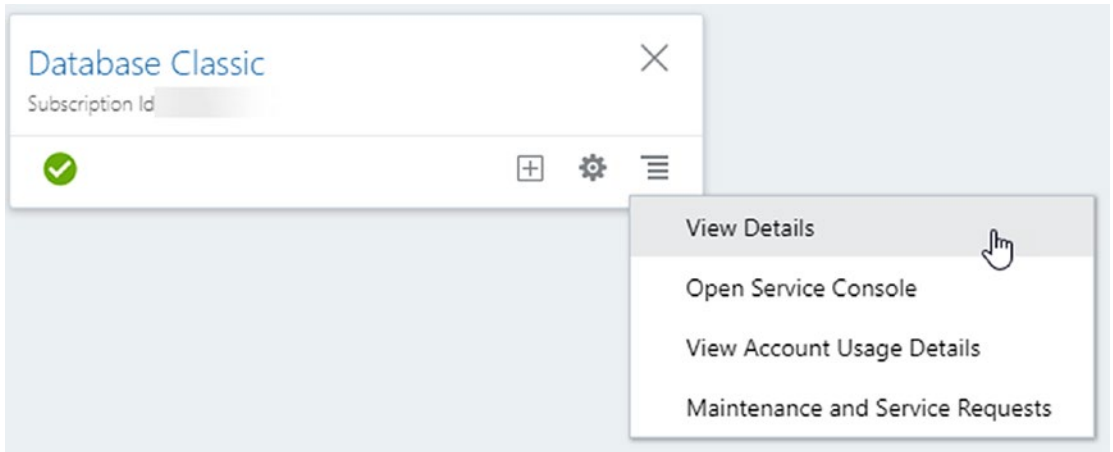 Database Classic
Subscription Id
View Details
Open Service Console
View Account Usage Details
Maintenance and Service Requests